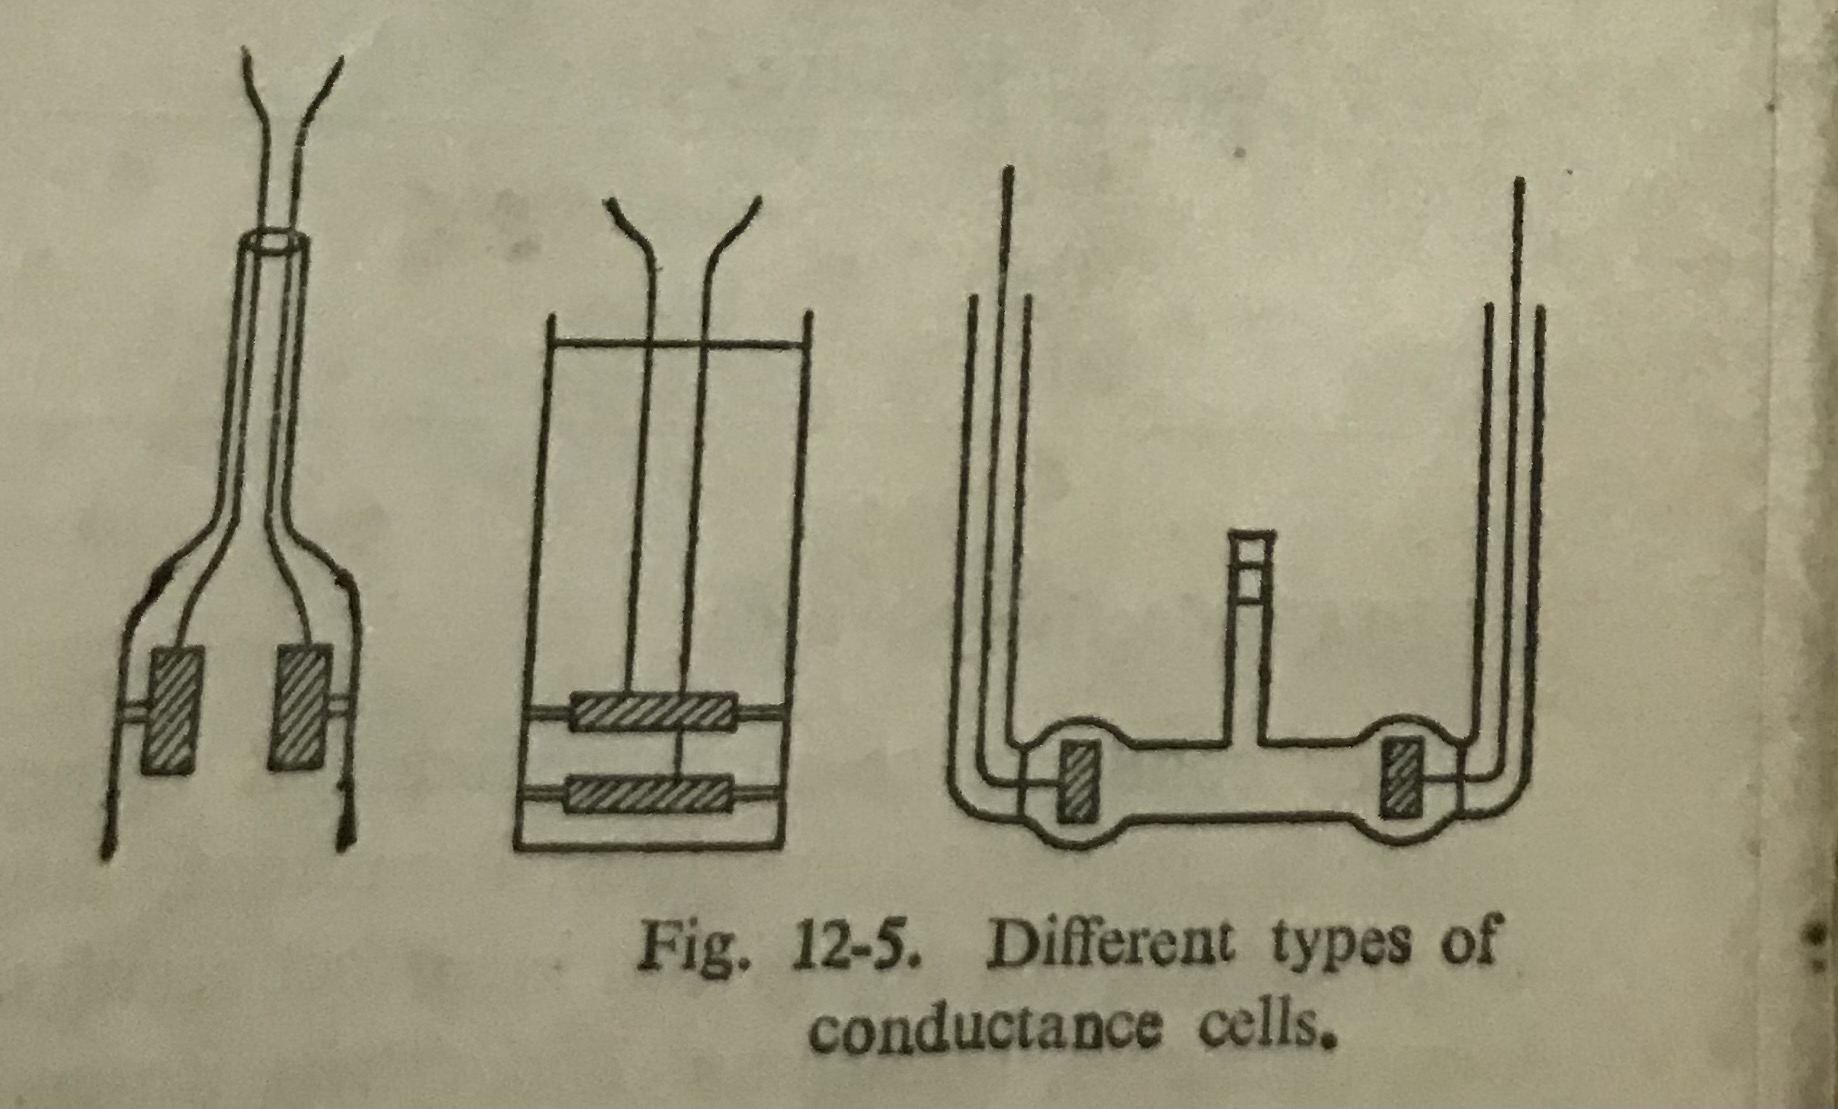 Fig. 12-5. Different types of
conductance cells.